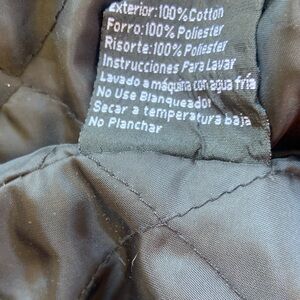 Exterior:100%Cotton
Forro:100% Poliester
Risorte:100% Poliester
Instrucciones Para Lavar
Lavado a máquina con agua fría
No Use Blanqueador
Secar a temperatura baja
No Planchar